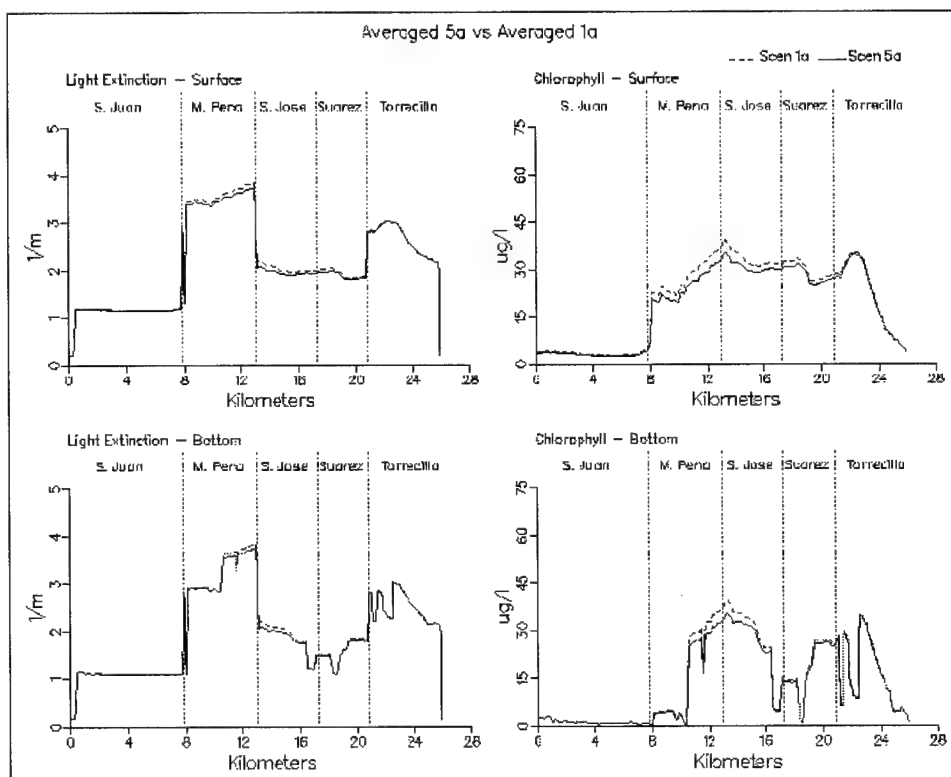 Averaged 5a vs Averaged 1a
Scen 1a Scen 5a
Light Extinction – Surface
S. Juan M. Pena S. Jose Suarez Torrecilla
5
4
3
2
1
0
1/m
0 4 8 12 16 20 24 28
Kilometers
Chlorophyll – Surface
S. Juan M. Pena S. Jose Suarez Torrecilla
75
60
45
30
15
0
ug/l
0 4 8 12 16 20 24 28
Kilometers
Light Extinction – Bottom
S. Juan M. Pena S. Jose Suarez Torrecilla
5
4
3
2
1
0
1/m
0 4 8 12 16 20 24 28
Kilometers
Chlorophyll – Bottom
S. Juan M. Pena S. Jose Suarez Torrecilla
75
60
45
30
15
0
ug/l
0 4 8 12 16 20 24 28
Kilometers